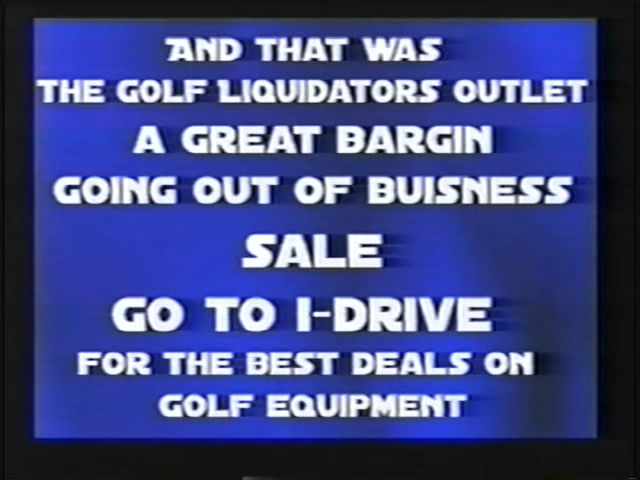 AND THAT WAS
THE GOLF LIQUIDATORS OUTLET
A GREAT BARGIN
GOING OUT OF BUISNESS
SALE
GO TO I-DRIVE
FOR THE BEST DEALS ON
GOLF EQUIPMENT